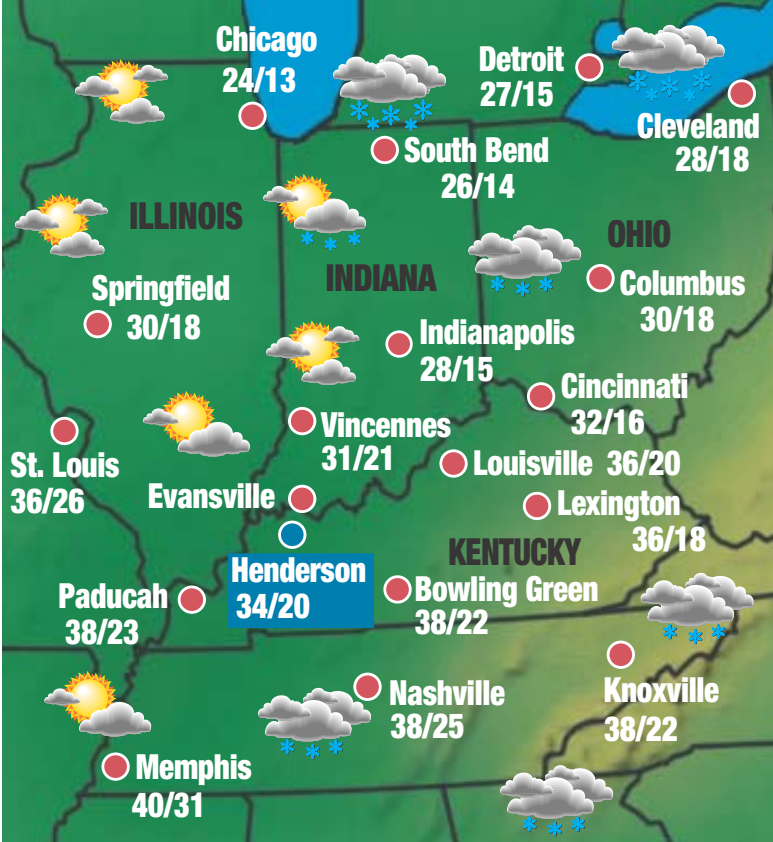 Chicago
24/13
Detroit
27/15
Cleveland
28/18
South Bend
26/14
ILLINOIS
OHIO
INDIANA
Springfield
30/18
Columbus
30/18
Indianapolis
28/15
Cincinnati
32/16
Vincennes
31/21
St. Louis
36/26
Louisville 36/20
Evansville
Lexington
36/18
KENTUCKY
Henderson
34/20
Bowling Green
38/22
Paducah
38/23
Nashville
38/25
Knoxville
38/22
Memphis
40/31